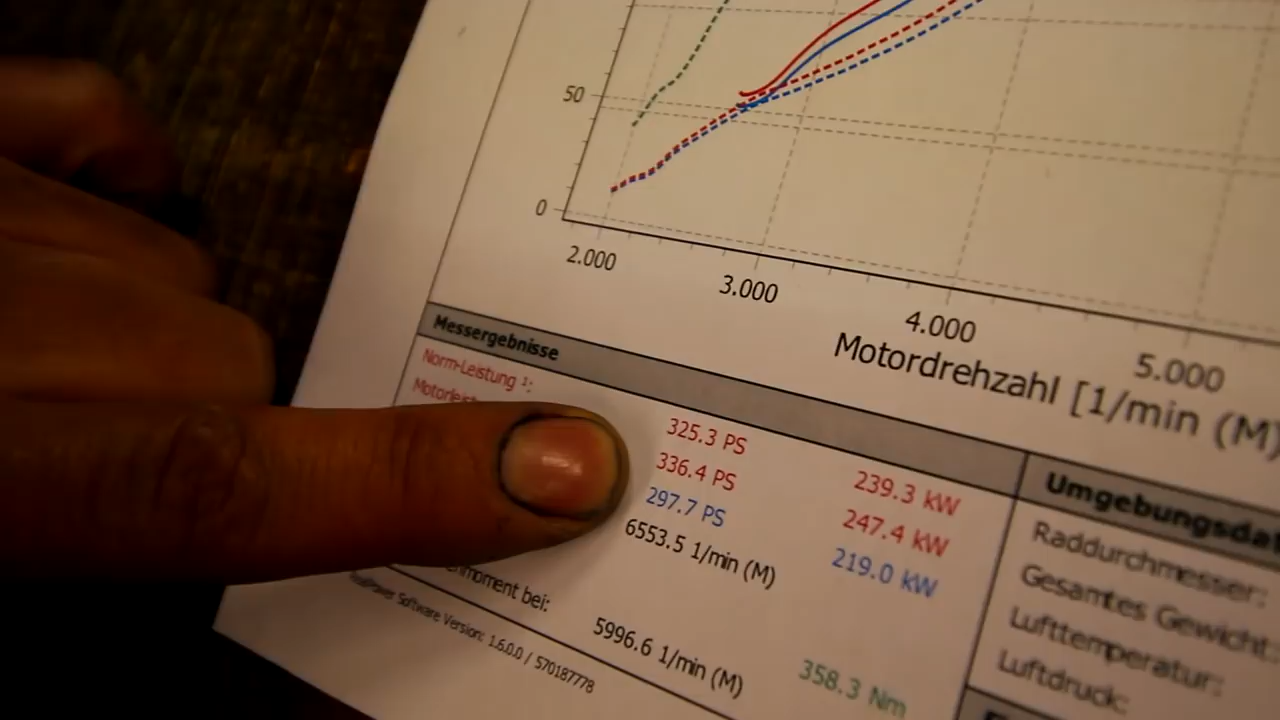 50
0
2.000
3.000
4.000
5.000
Motordrehzahl [1/min (M)
Messergebnisse
Norm-Leistung ¹:
325.3 PS
239.3 kW
336.4 PS
247.4 kW
297.7 PS
219.0 kW
6553.5 1/min (M)
moment bei:
5996.6 1/min (M)
358.3 Nm
Software Version: 1.6.0.0 / 570187778
Raddurchmesser:
Gesamtes Gewicht:
Lufttemperatur:
Luftdruck: